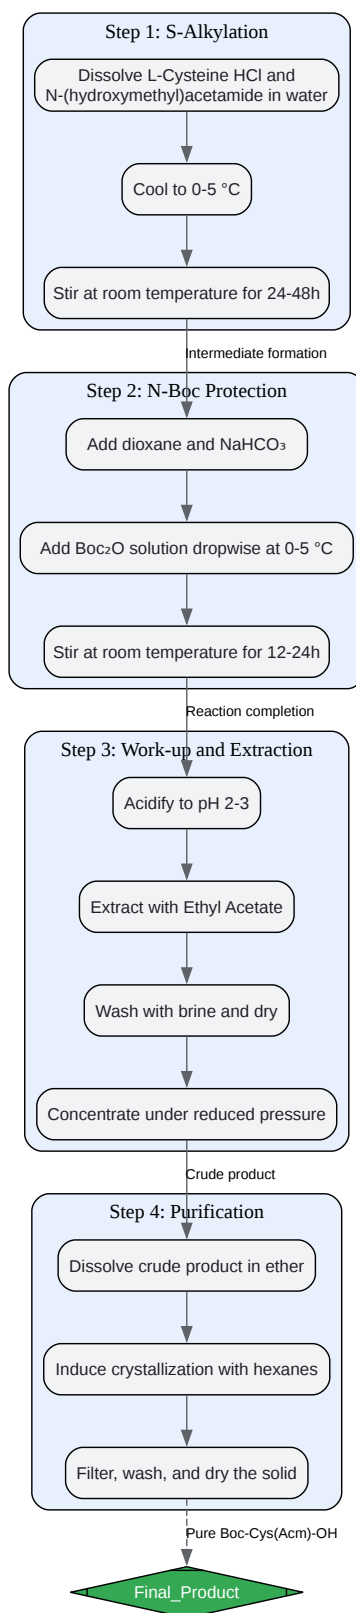 Step 1: S-Alkylation
Dissolve L-Cysteine HCl and
N-(hydroxymethyl)acetamide in water
Cool to 0-5 °C
Stir at room temperature for 24-48h
Intermediate formation
Step 2: N-Boc Protection
Add dioxane and NaHCO₃
Add Boc₂O solution dropwise at 0-5 °C
Stir at room temperature for 12-24h
Reaction completion
Step 3: Work-up and Extraction
Acidify to pH 2-3
Extract with Ethyl Acetate
Wash with brine and dry
Concentrate under reduced pressure
Crude product
Step 4: Purification
Dissolve crude product in ether
Induce crystallization with hexanes
Filter, wash, and dry the solid
Pure Boc-Cys(Acm)-OH
Final_Product